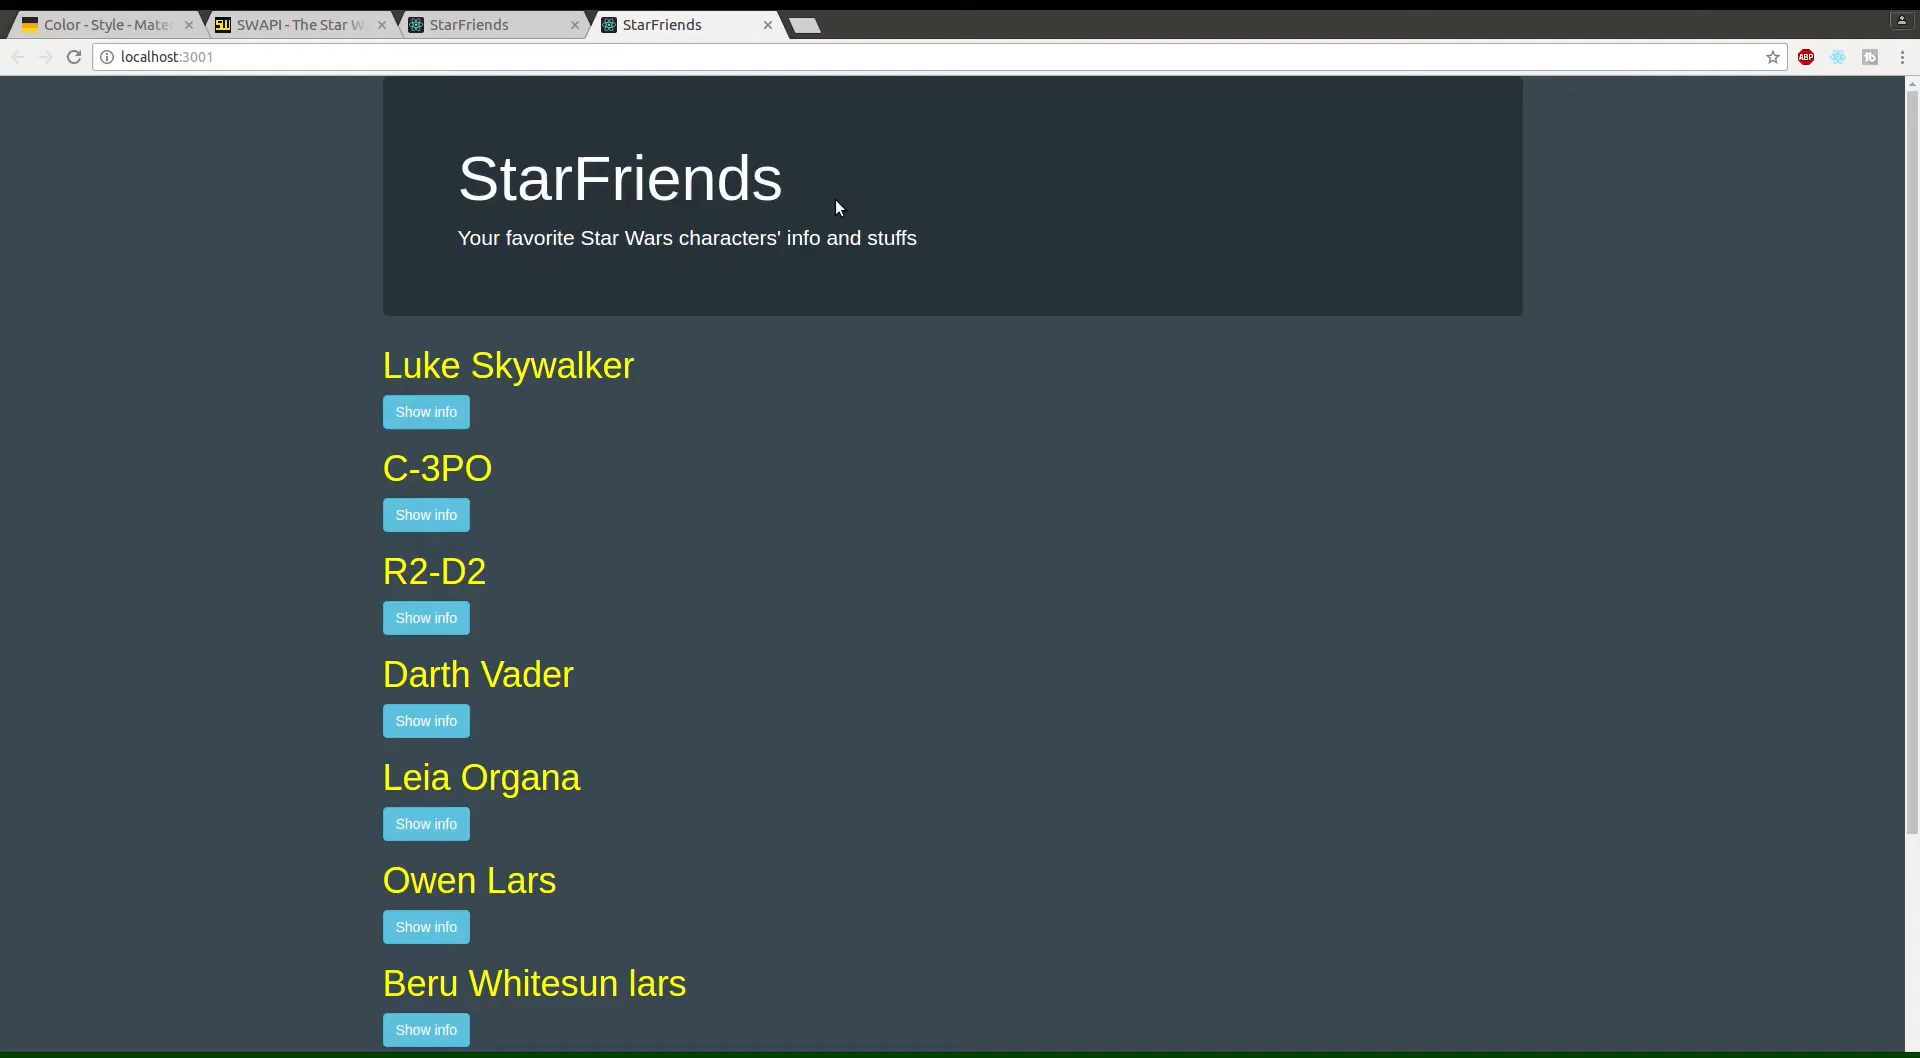 Color - Style - Mater
SWAPI - The Star W
StarFriends
StarFriends
localhost:3001
ABP
StarFriends
Your favorite Star Wars characters' info and stuffs
Luke Skywalker
Show info
C-3PO
Show info
R2-D2
Show info
Darth Vader
Show info
Leia Organa
Show info
Owen Lars
Show info
Beru Whitesun lars
Show info